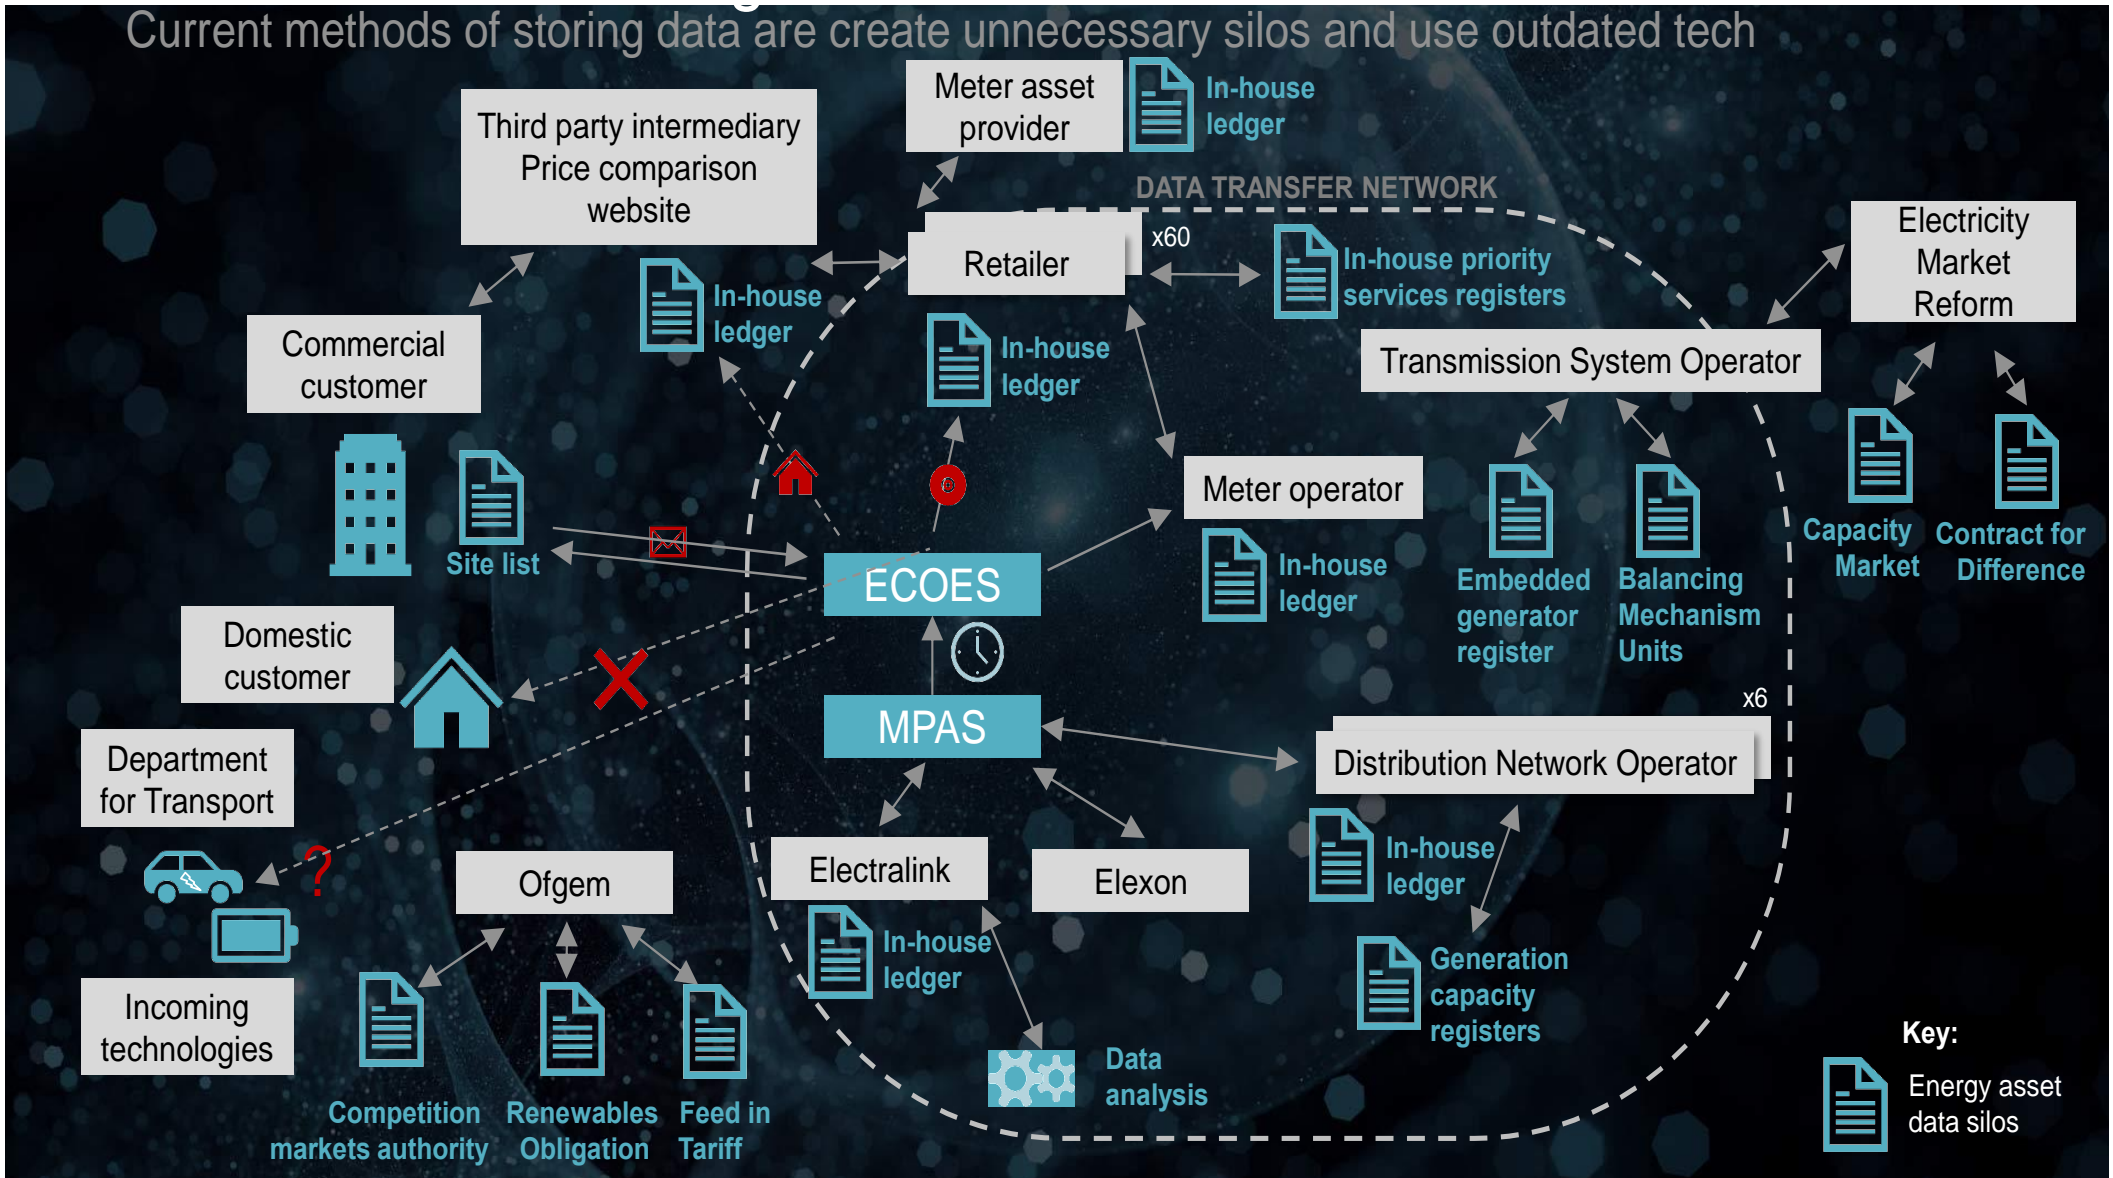 Current methods of storing data are create unnecessary silos and use outdated tech
Meter asset
provider
In-house
ledger
Third party intermediary
Price comparison
website
DATA TRANSFER NETWORK
Electricity
Market
Reform
x60
Retailer
In-house priority
services registers
In-house
ledger
In-house
ledger
Commercial
customer
Transmission System Operator
Meter operator
Site list
In-house
ledger
Embedded
generator
register
Balancing
Mechanism
Units
Capacity
Market
Contract for
Difference
ECOES
Domestic
customer
MPAS
x6
Distribution Network Operator
Department
for Transport
?
Ofgem
Electralink
Elexon
In-house
ledger
In-house
ledger
Generation
capacity
registers
Incoming
technologies
Data
analysis
Competition
markets authority
Renewables
Obligation
Feed in
Tariff
Key:
Energy asset
data silos